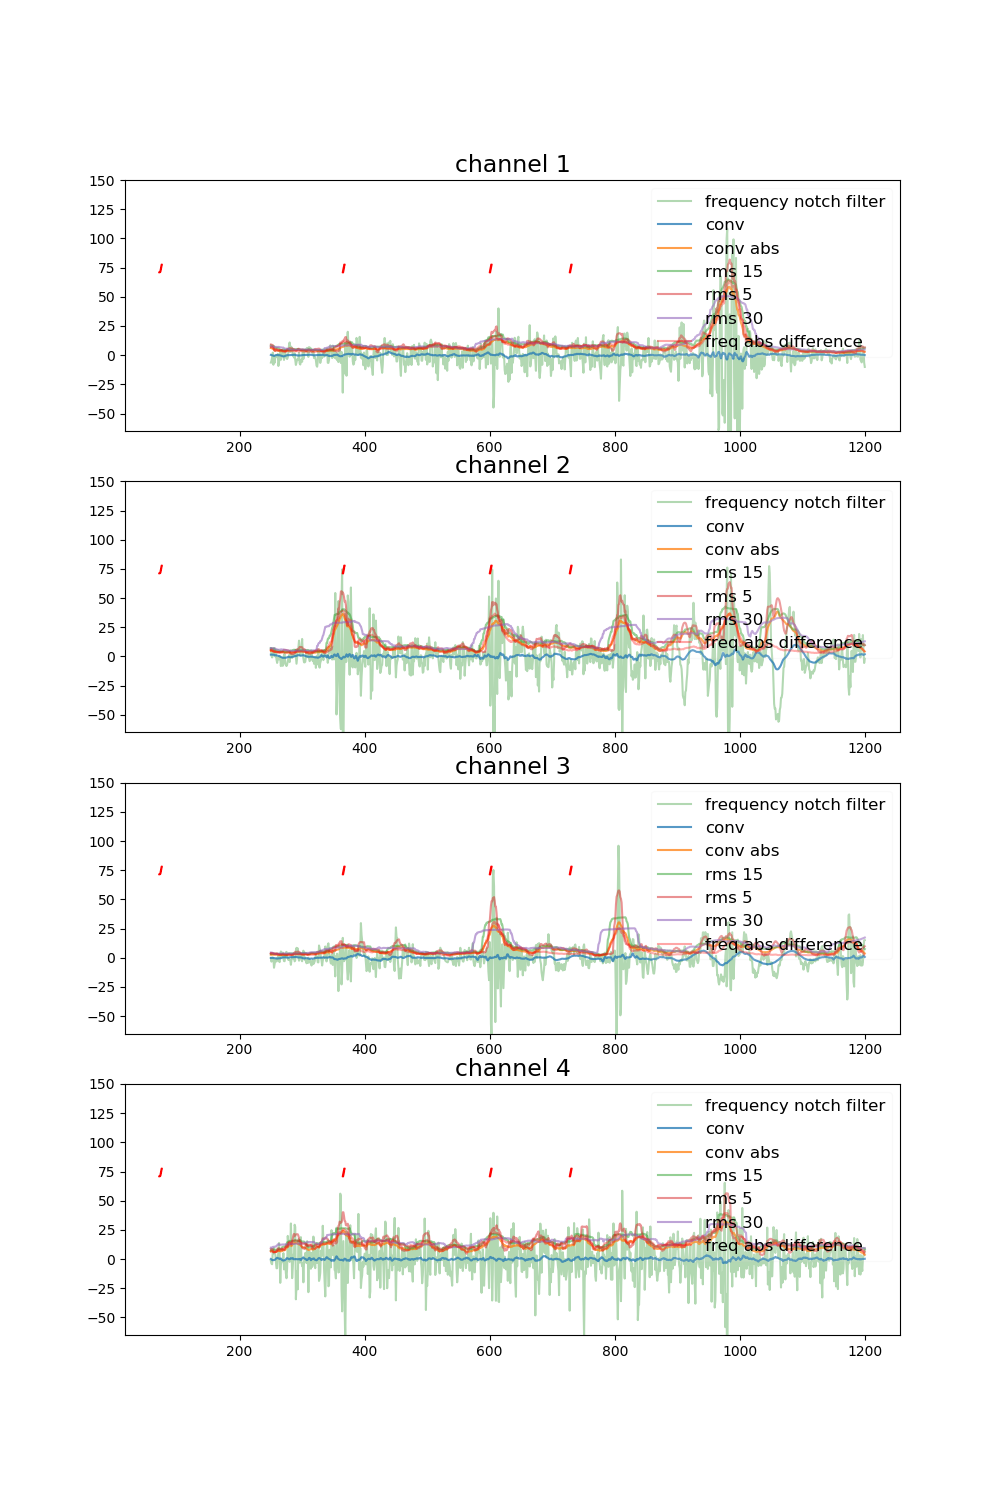 channel 1
150
125
100
75
50
25
0
−25
−50
frequency notch filter
conv
conv abs
rms 15
rms 5
rms 30
freq abs difference
200 400 600 800 1000 1200
channel 2
150
125
100
75
50
25
0
−25
−50
frequency notch filter
conv
conv abs
rms 15
rms 5
rms 30
freq abs difference
200 400 600 800 1000 1200
channel 3
150
125
100
75
50
25
0
−25
−50
frequency notch filter
conv
conv abs
rms 15
rms 5
rms 30
freq abs difference
200 400 600 800 1000 1200
channel 4
150
125
100
75
50
25
0
−25
−50
frequency notch filter
conv
conv abs
rms 15
rms 5
rms 30
freq abs difference
200 400 600 800 1000 1200